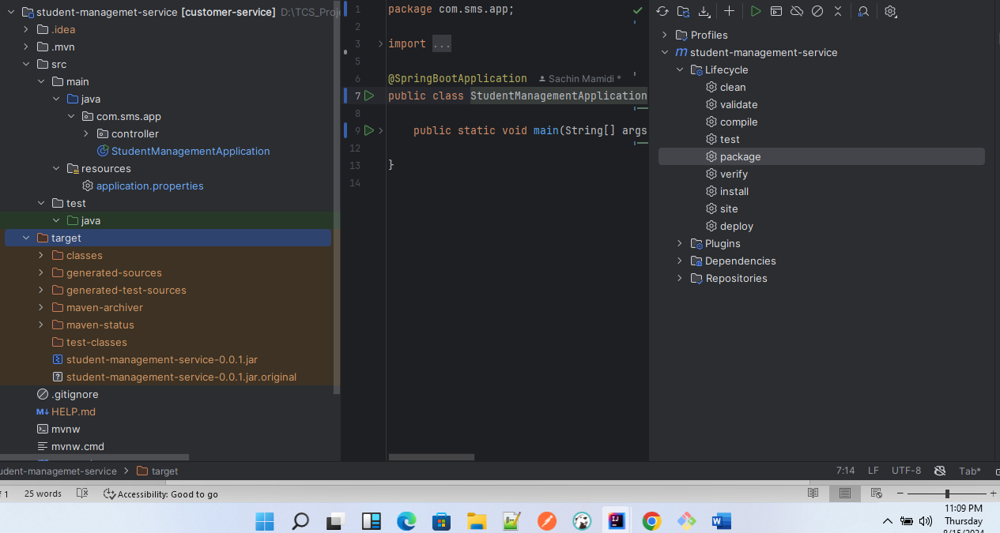 student-managemet-service [customer-service] D:\TCS_Proje
.idea
.mvn
src
main
java
com.sms.app
controller
StudentManagementApplication
resources
application.properties
test
java
target
classes
generated-sources
generated-test-sources
maven-archiver
maven-status
test-classes
student-management-service-0.0.1.jar
student-management-service-0.0.1.jar.original
.gitignore
M↓ HELP.md
mvnw
mvnw.cmd
1 package com.sms.app;
2
3 import ...
5
6 @SpringBootApplication Sachin Mamidi *
7 public class StudentManagementApplication
8
9 public static void main(String[] args
12
13 }
14
Profiles
m student-management-service
Lifecycle
clean
validate
compile
test
package
verify
install
site
deploy
Plugins
Dependencies
Repositories
udent-managemet-service > target 7:14 LF UTF-8 Tab*
f 1 25 words Accessibility: Good to go
11:09 PM
Thursday
8/15/2024